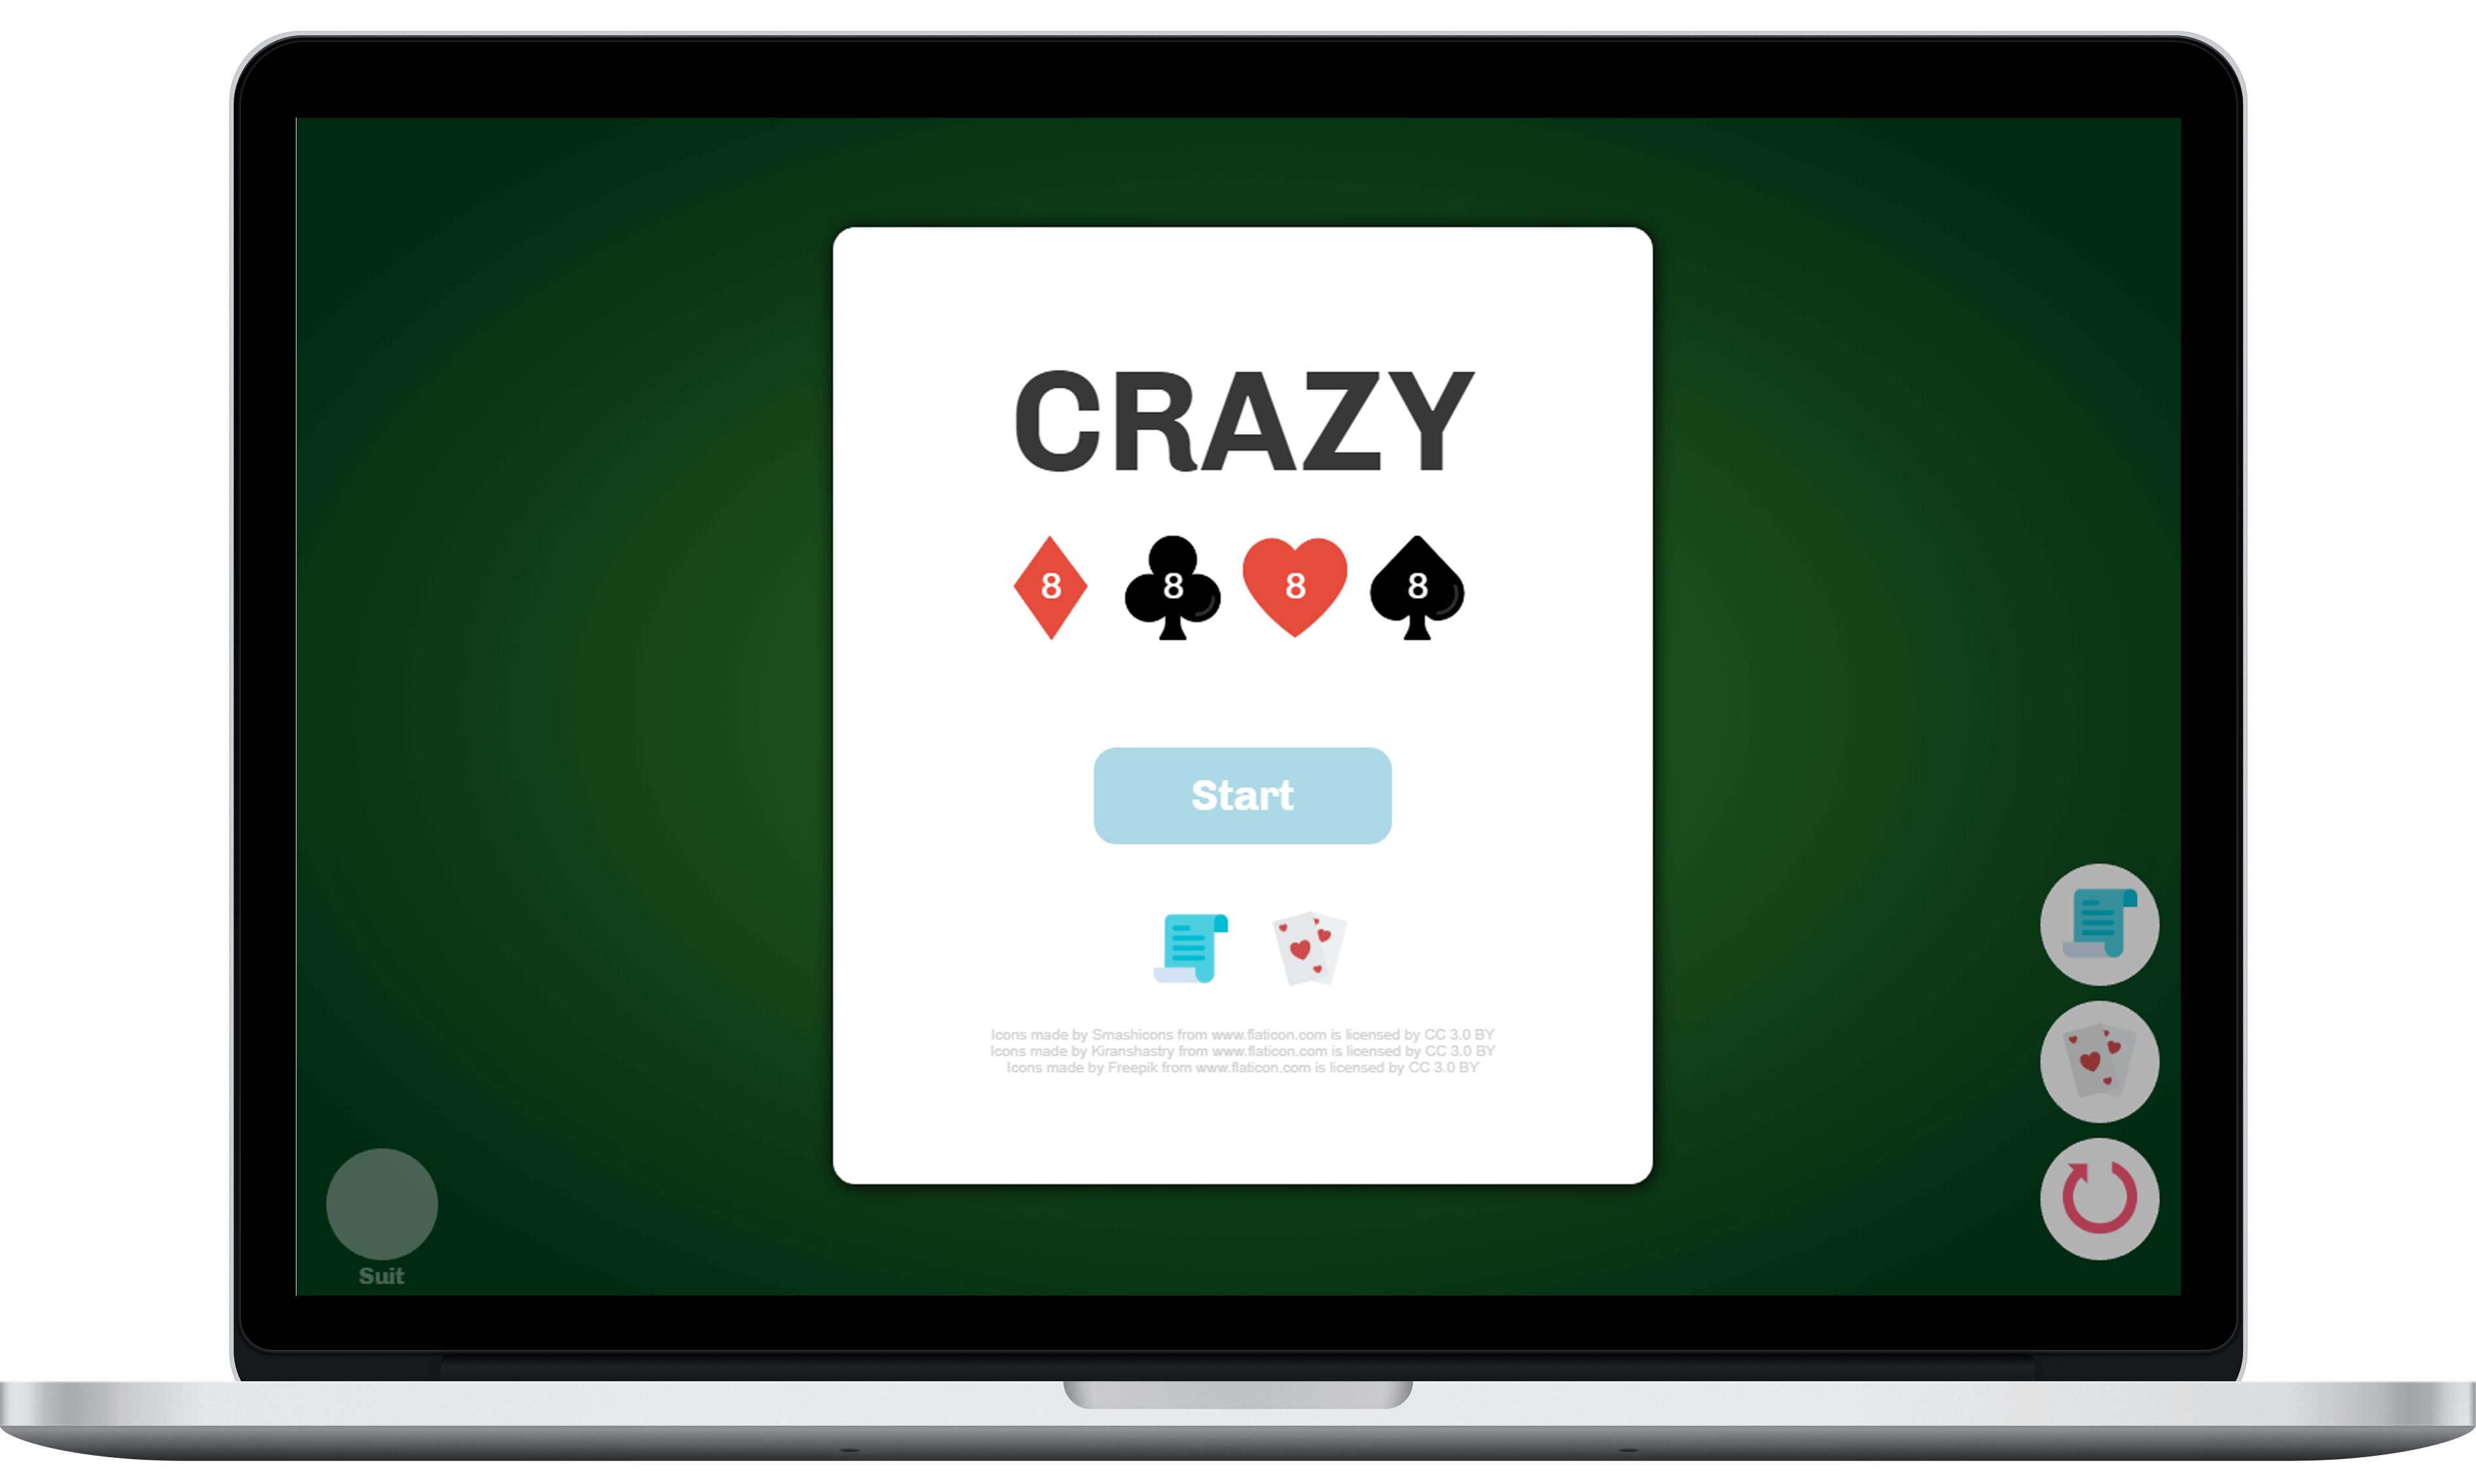 CRAZY
8 8 8 8
Start
Icons made by Smashicons from www.flaticon.com is licensed by CC 3.0 BY
Icons made by Kiranshastry from www.flaticon.com is licensed by CC 3.0 BY
Icons made by Freepik from www.flaticon.com is licensed by CC 3.0 BY
Suit